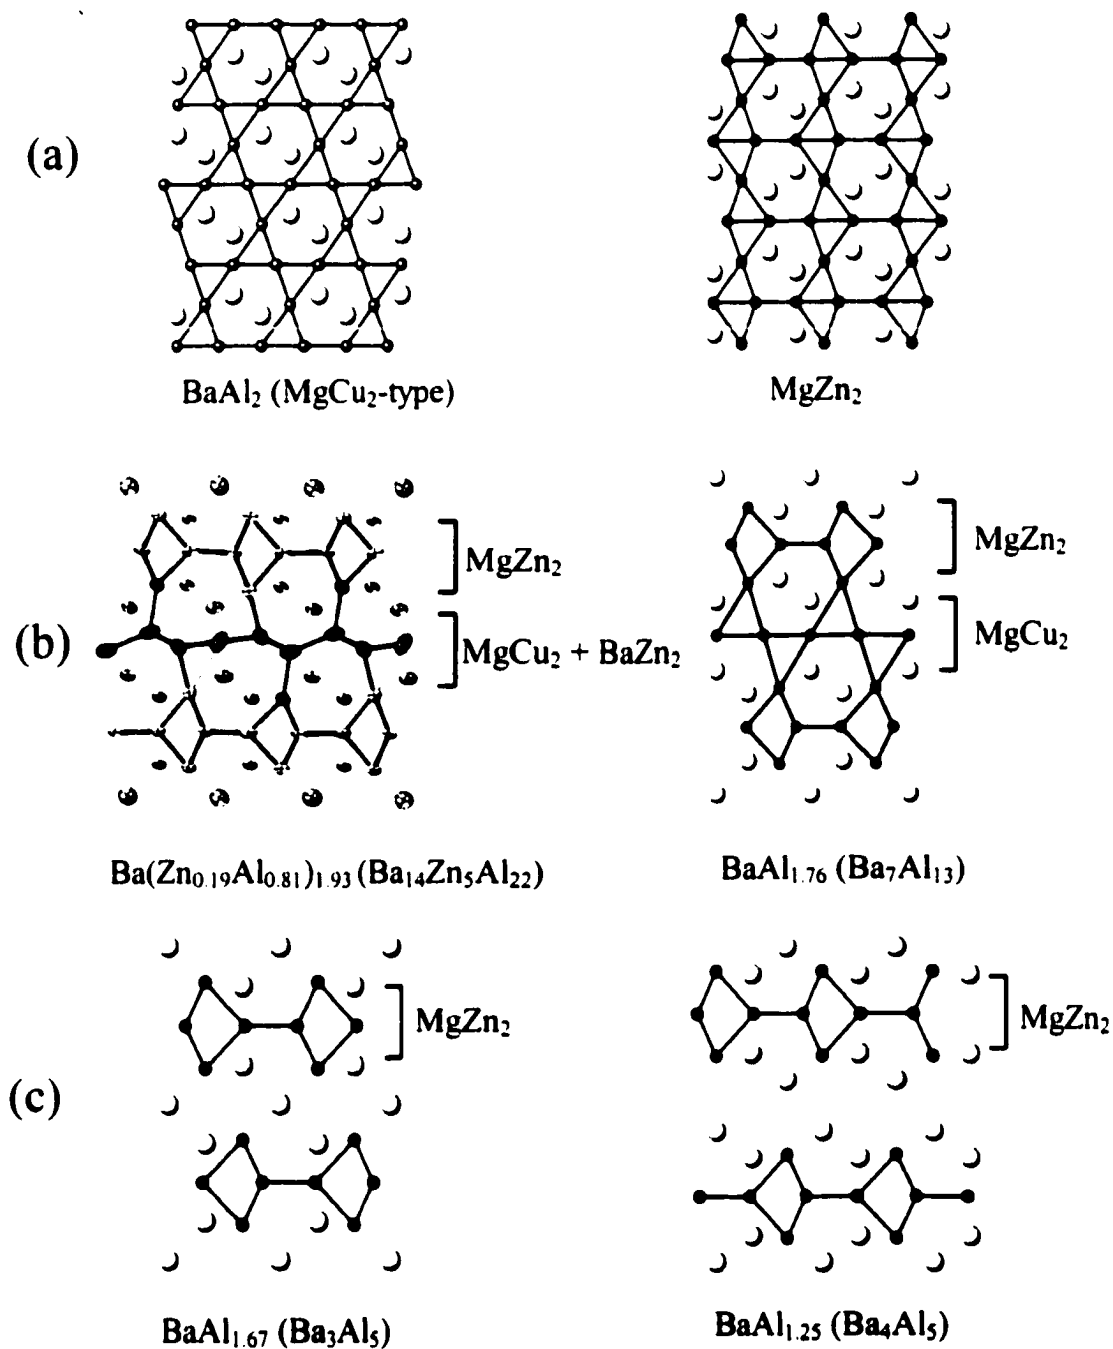 (a)
BaAl₂ (MgCu₂-type)
MgZn₂
(b)
MgZn₂
MgCu₂ + BaZn₂
MgZn₂
MgCu₂
Ba(Zn₀.₁₉Al₀.₈₁)₁.₉₃ (Ba₁₄Zn₅Al₂₂)
BaAl₁.₇₆ (Ba₇Al₁₃)
(c)
MgZn₂
MgZn₂
BaAl₁.₆₇ (Ba₃Al₅)
BaAl₁.₂₅ (Ba₄Al₅)